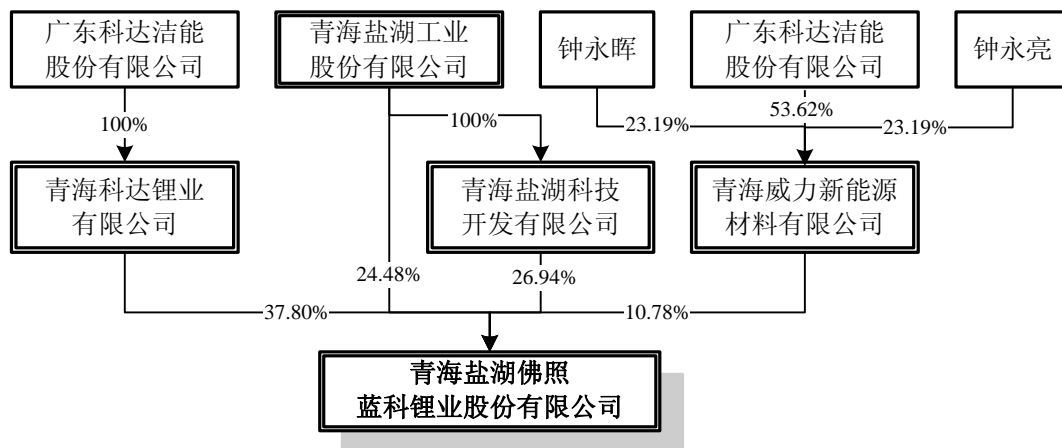 广东科达洁能
股份有限公司
青海盐湖工业
股份有限公司
钟永晖
广东科达洁能
股份有限公司
钟永亮
100%
100%
23.19%
53.62%
23.19%
青海科达锂业
有限公司
青海盐湖科技
开发有限公司
青海威力新能源
材料有限公司
24.48%
26.94%
37.80%
10.78%
青海盐湖佛照
蓝科锂业股份有限公司